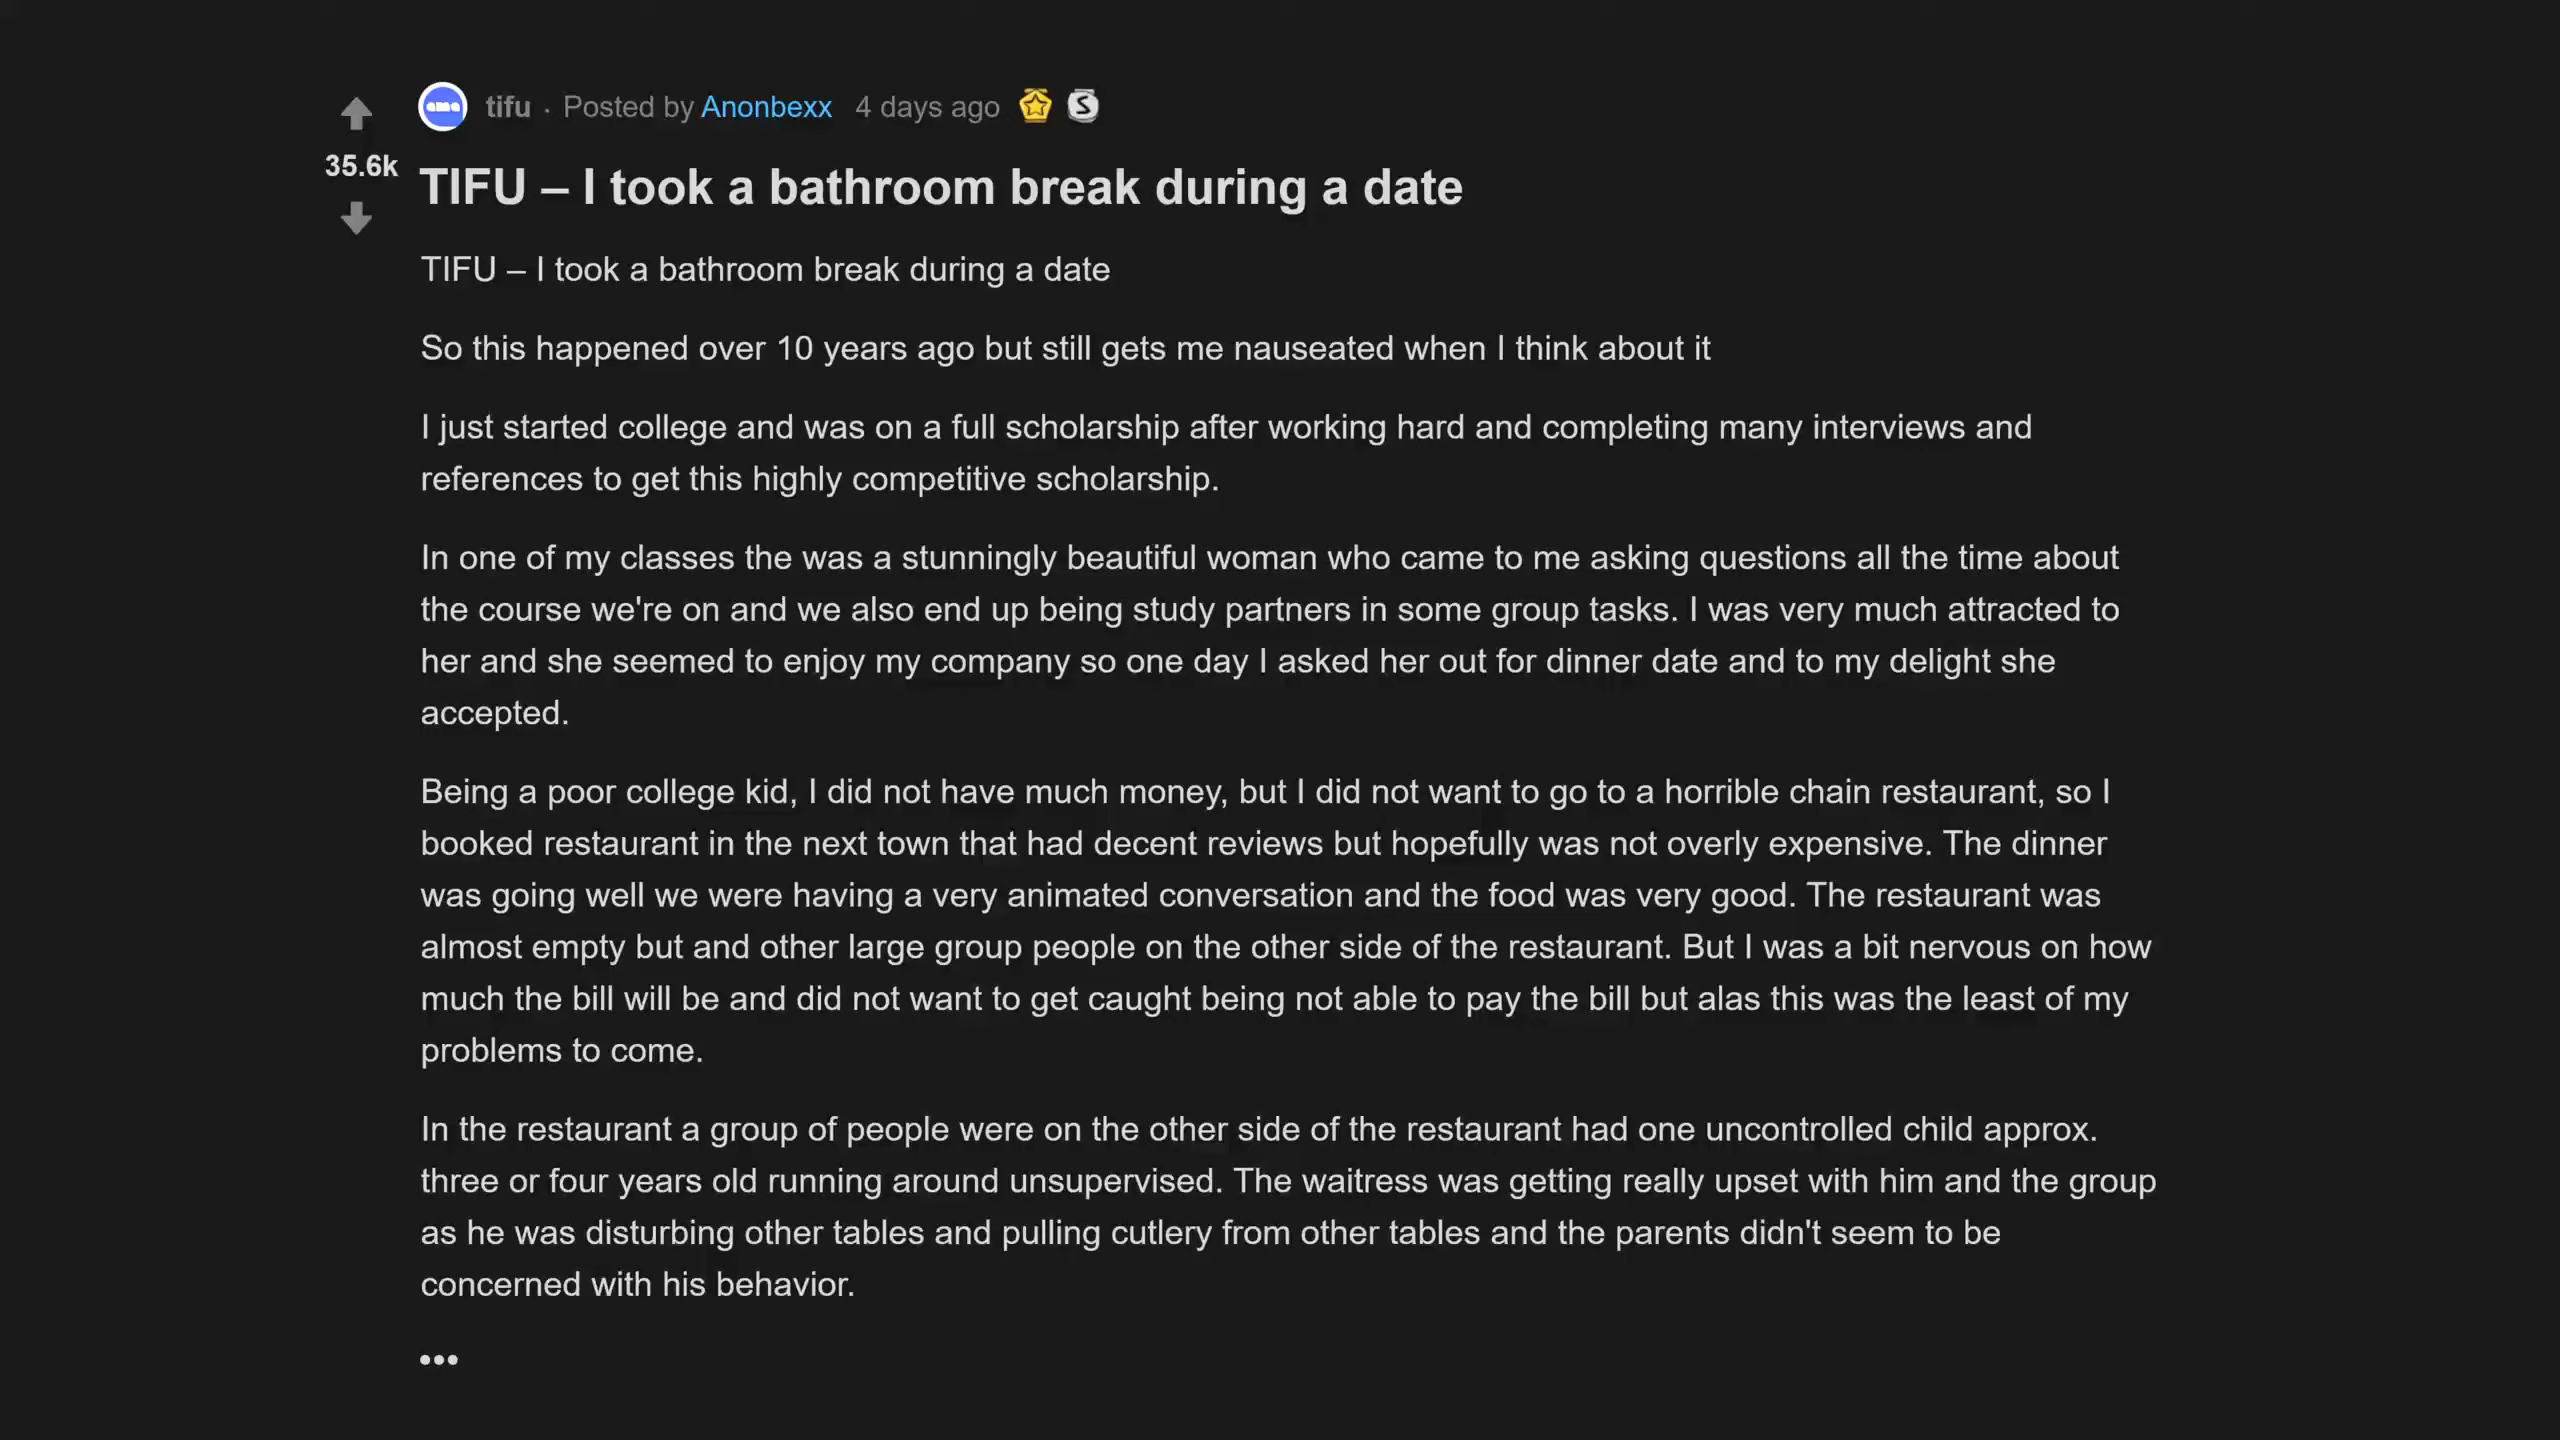 tifu · Posted by Anonbexx 4 days ago
35.6k
TIFU – I took a bathroom break during a date
TIFU – I took a bathroom break during a date
So this happened over 10 years ago but still gets me nauseated when I think about it
I just started college and was on a full scholarship after working hard and completing many interviews and
references to get this highly competitive scholarship.
In one of my classes the was a stunningly beautiful woman who came to me asking questions all the time about
the course we're on and we also end up being study partners in some group tasks. I was very much attracted to
her and she seemed to enjoy my company so one day I asked her out for dinner date and to my delight she
accepted.
Being a poor college kid, I did not have much money, but I did not want to go to a horrible chain restaurant, so I
booked restaurant in the next town that had decent reviews but hopefully was not overly expensive. The dinner
was going well we were having a very animated conversation and the food was very good. The restaurant was
almost empty but and other large group people on the other side of the restaurant. But I was a bit nervous on how
much the bill will be and did not want to get caught being not able to pay the bill but alas this was the least of my
problems to come.
In the restaurant a group of people were on the other side of the restaurant had one uncontrolled child approx.
three or four years old running around unsupervised. The waitress was getting really upset with him and the group
as he was disturbing other tables and pulling cutlery from other tables and the parents didn't seem to be
concerned with his behavior.
•••